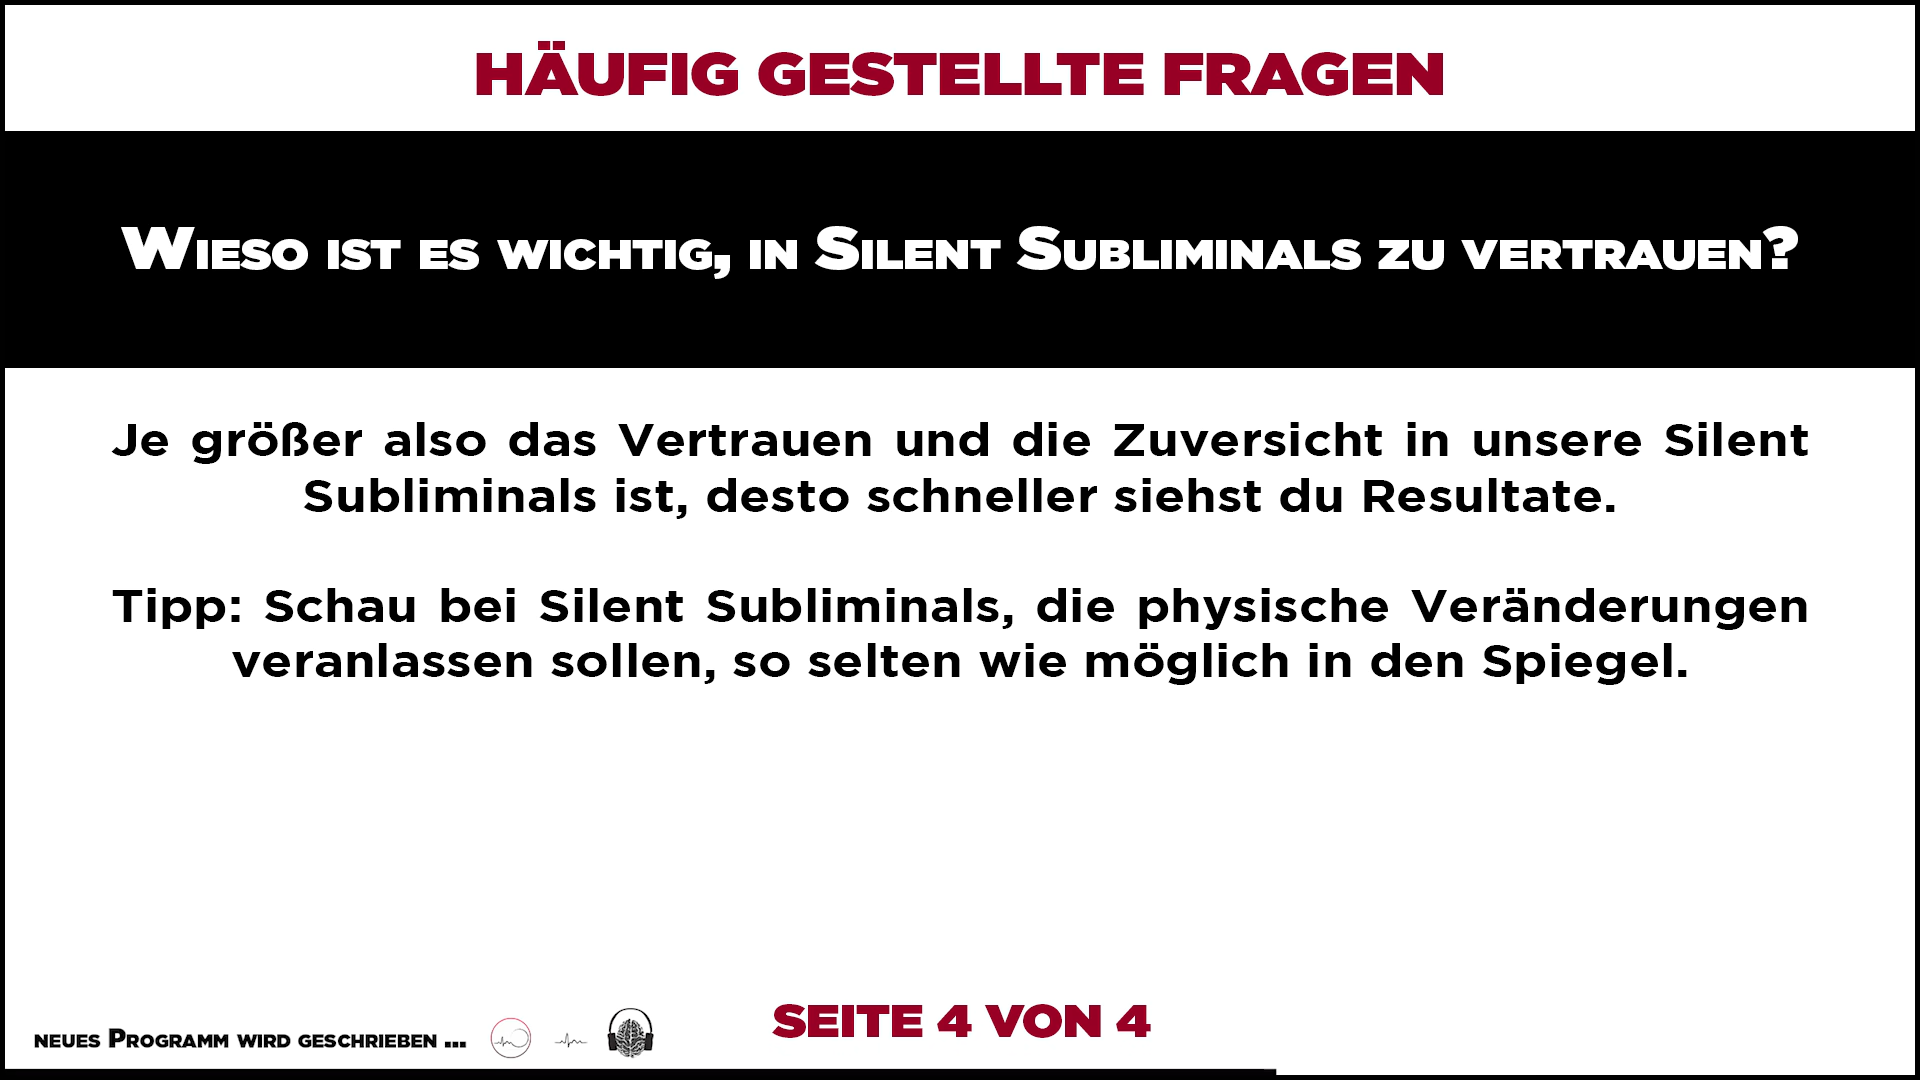 HÄUFIG GESTELLTE FRAGEN
Wieso ist es wichtig, in Silent Subliminals zu vertrauen?
Je größer also das Vertrauen und die Zuversicht in unsere Silent
Subliminals ist, desto schneller siehst du Resultate.
Tipp: Schau bei Silent Subliminals, die physische Veränderungen
veranlassen sollen, so selten wie möglich in den Spiegel.
SEITE 4 VON 4
neues Programm wird geschrieben ...